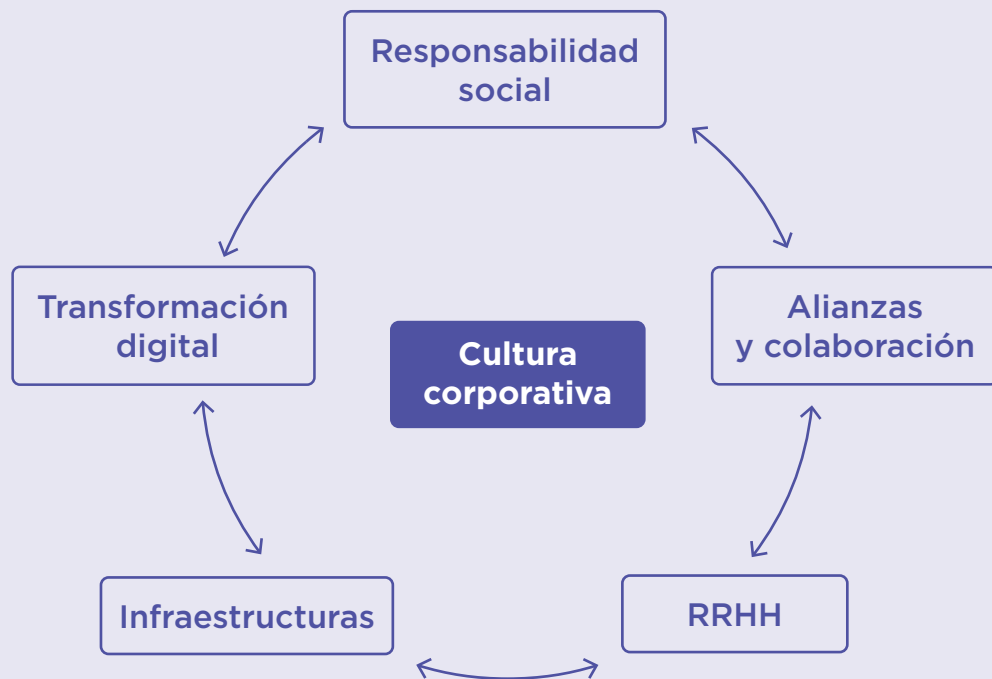 Responsabilidad
social
Transformación
digital
Alianzas
y colaboración
Cultura
corporativa
Infraestructuras
RRHH